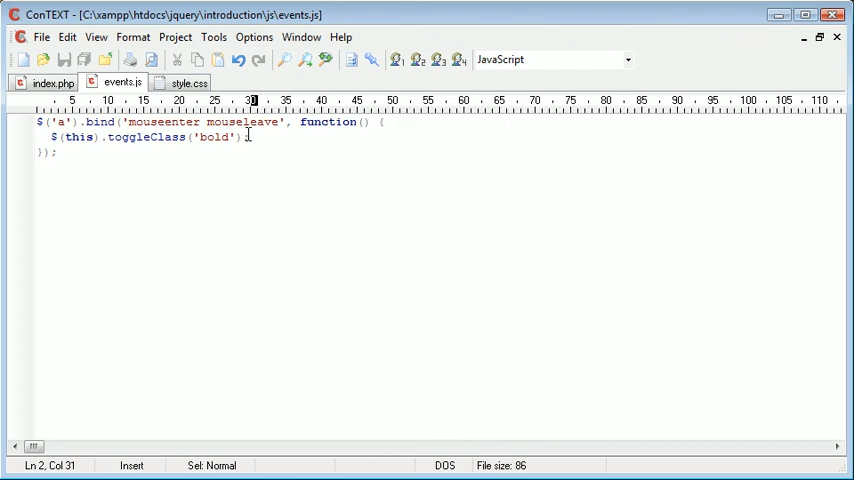 ConTEXT - [C:\xampp\htdocs\jquery\introduction\js\events.js]
File Edit View Format Project Tools Options Window Help
JavaScript
index.php events.js style.css
5 10 15 20 25 30 35 40 45 50 55 60 65 70 75 80 85 90 95 100 105 110
$('a').bind('mouseenter mouseleave', function() {
$(this).toggleClass('bold');
});
Ln 2, Col 31 Insert Sel: Normal DOS File size: 86